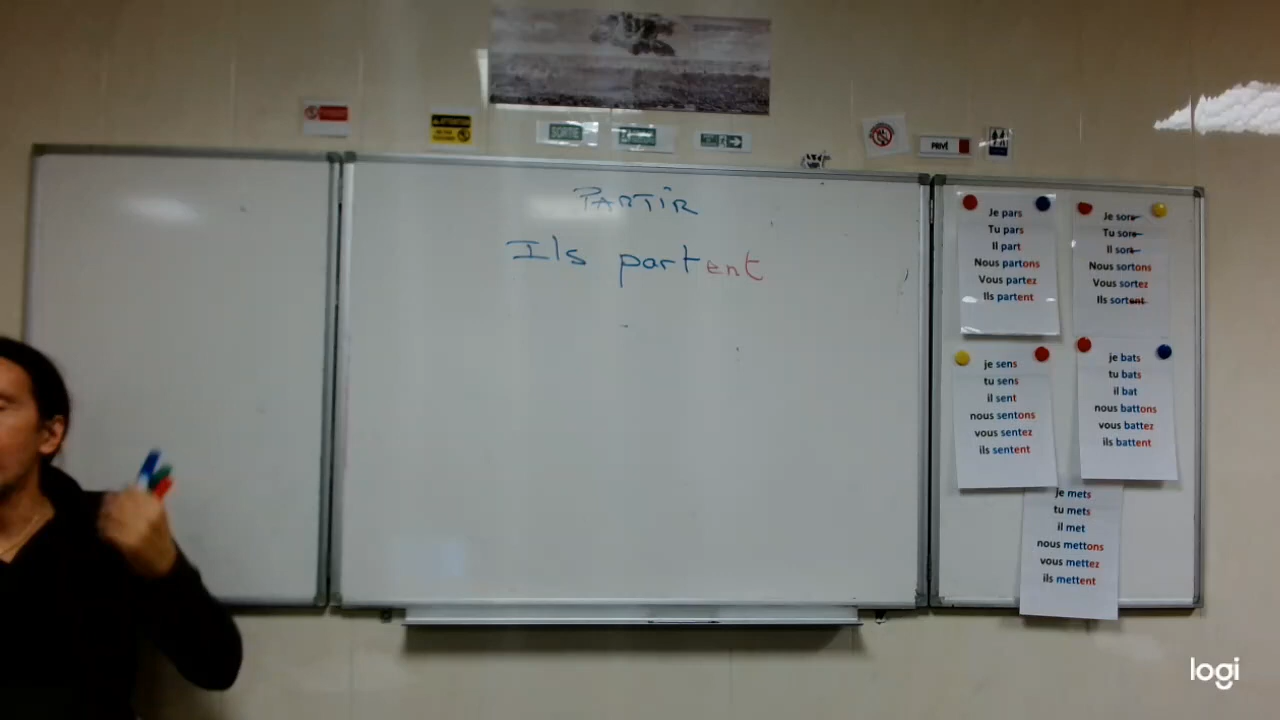 ATTENTION
SORTIE
PRIVÉ
PARTIR
Ils partent
Je pars
Tu pars
Il part
Nous partons
Vous partez
Ils partent
Je sors
Tu sors
Il sort
Nous sortons
Vous sortez
Ils sortent
je sens
tu sens
il sent
nous sentons
vous sentez
ils sentent
je bats
tu bats
il bat
nous battons
vous battez
ils battent
je mets
tu mets
il met
nous mettons
vous mettez
ils mettent
logi